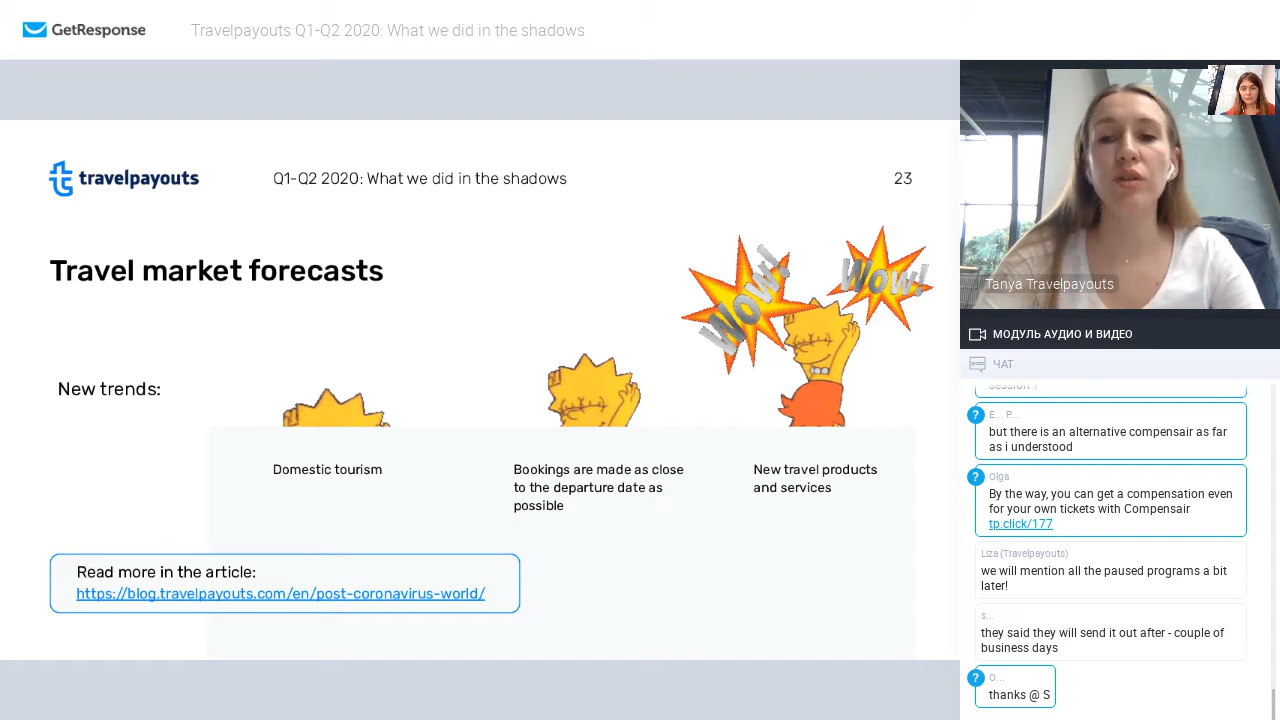 GetResponse
Travelpayouts Q1-Q2 2020: What we did in the shadows
travelpayouts
Q1-Q2 2020: What we did in the shadows
23
Travel market forecasts
Wow!
Wow!
New trends:
Domestic tourism
Bookings are made as close
to the departure date as
possible
New travel products
and services
Read more in the article:
https://blog.travelpayouts.com/en/post-coronavirus-world/
Tanya Travelpayouts
МОДУЛЬ АУДИО И ВИДЕО
ЧАТ
session ?
E... P...
but there is an alternative compensair as far
as i understood
Olga
By the way, you can get a compensation even
for your own tickets with Compensair
tp.click/177
Liza (Travelpayouts)
we will mention all the paused programs a bit
later!
s...
they said they will send it out after - couple of
business days
O...
thanks @ S